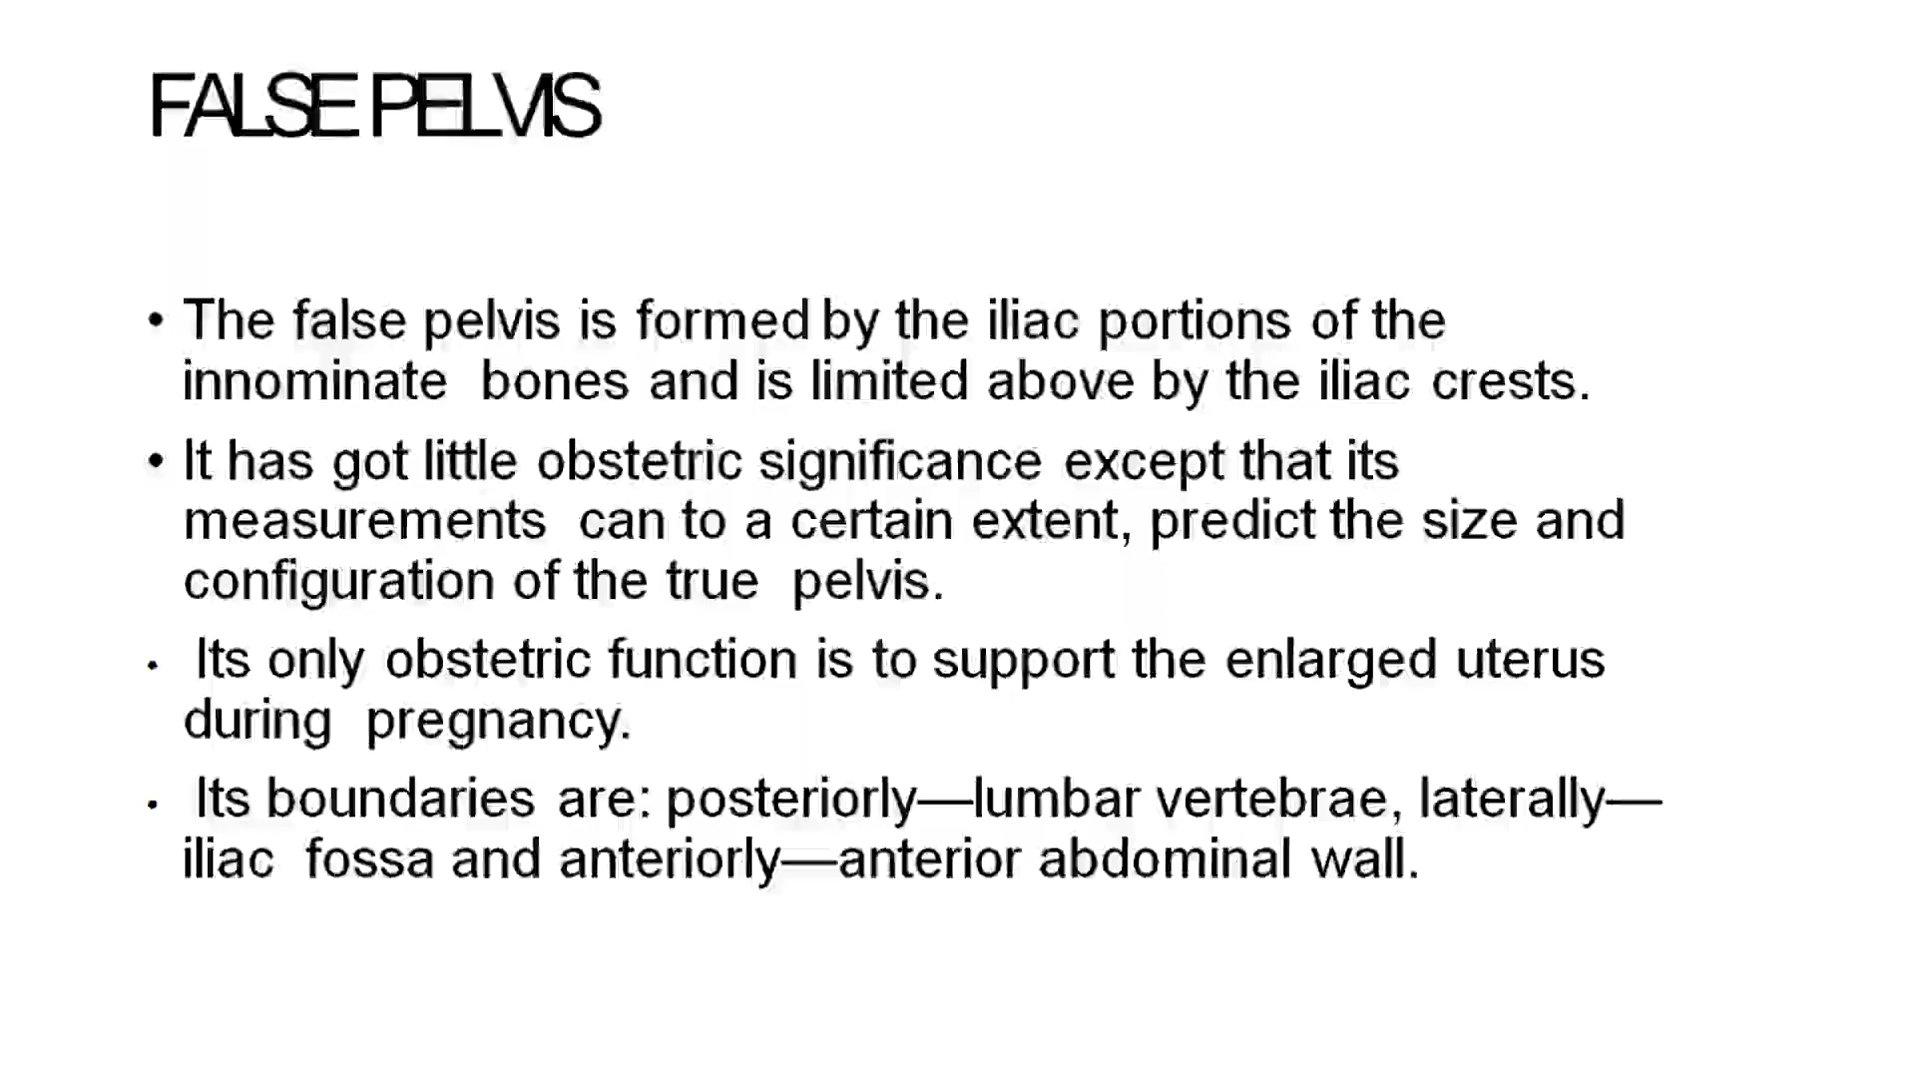 FALSE PELVIS
• The false pelvis is formed by the iliac portions of the
innominate bones and is limited above by the iliac crests.
• It has got little obstetric significance except that its
measurements can to a certain extent, predict the size and
configuration of the true pelvis.
• Its only obstetric function is to support the enlarged uterus
during pregnancy.
• Its boundaries are: posteriorly—lumbar vertebrae, laterally—
iliac fossa and anteriorly—anterior abdominal wall.